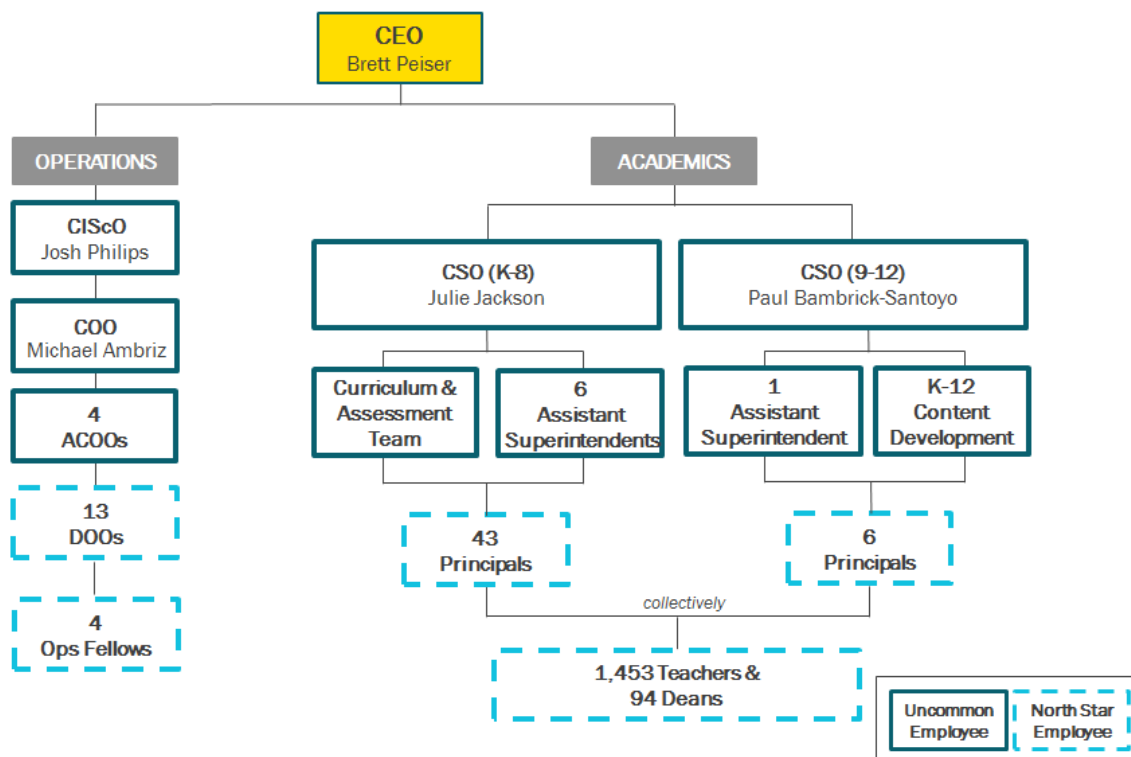 CEO
Brett Peiser
OPERATIONS
ACADEMICS
CIScO
Josh Philips
CSO (K-8)
Julie Jackson
CSO (9-12)
Paul Bambrick-Santoyo
COO
Michael Ambriz
4
ACOOs
Curriculum &
Assessment
Team
6
Assistant
Superintendents
1
Assistant
Superintendent
K-12
Content
Development
13
DOOs
43
Principals
6
Principals
collectively
4
Ops Fellows
1,453 Teachers &
94 Deans
Uncommon
Employee
North Star
Employee